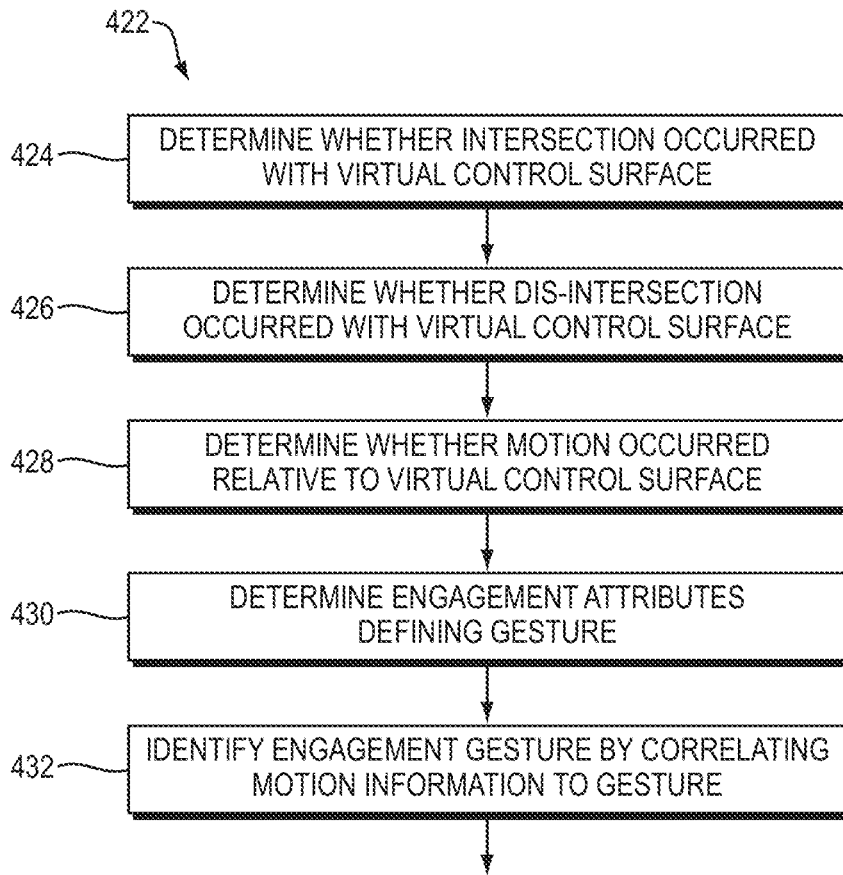 422
424
DETERMINE WHETHER INTERSECTION OCCURRED
WITH VIRTUAL CONTROL SURFACE
426
DETERMINE WHETHER DIS-INTERSECTION
OCCURRED WITH VIRTUAL CONTROL SURFACE
428
DETERMINE WHETHER MOTION OCCURRED
RELATIVE TO VIRTUAL CONTROL SURFACE
430
DETERMINE ENGAGEMENT ATTRIBUTES
DEFINING GESTURE
432
IDENTIFY ENGAGEMENT GESTURE BY CORRELATING
MOTION INFORMATION TO GESTURE